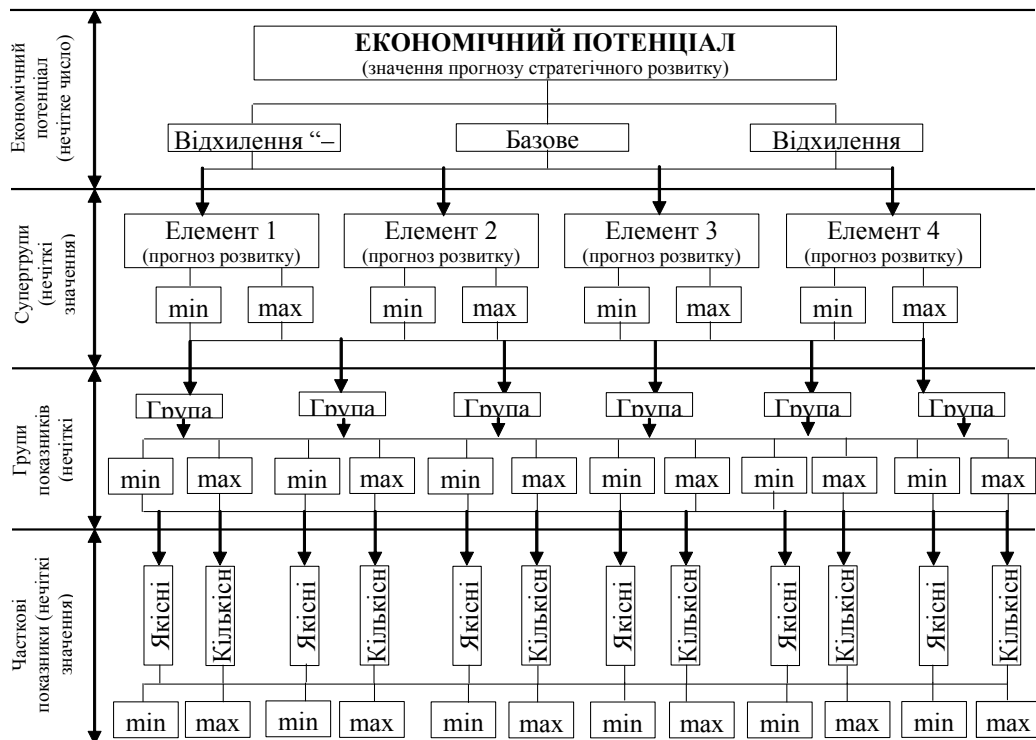 Економічний
потенціал
(нечітке число)
ЕКОНОМІЧНИЙ ПОТЕНЦІАЛ
(значення прогнозу стратегічного розвитку)
Відхилення “–
Базове
Відхилення
Супергрупи
(нечіткі
значення)
Елемент 1
(прогноз розвитку)
Елемент 2
(прогноз розвитку)
Елемент 3
(прогноз розвитку)
Елемент 4
(прогноз розвитку)
min
max
min
max
min
max
min
max
Групи
показників
(нечіткі
Група
Група
Група
Група
Група
Група
min
max
min
max
min
max
min
max
min
max
min
max
Часткові
показники (нечіткі
значення)
Якісні
Кількісн
Якісні
Кількісн
Якісні
Кількісн
Якісні
Кількісн
Якісні
Кількісн
Якісні
Кількісн
min
max
min
max
min
max
min
max
min
max
min
max